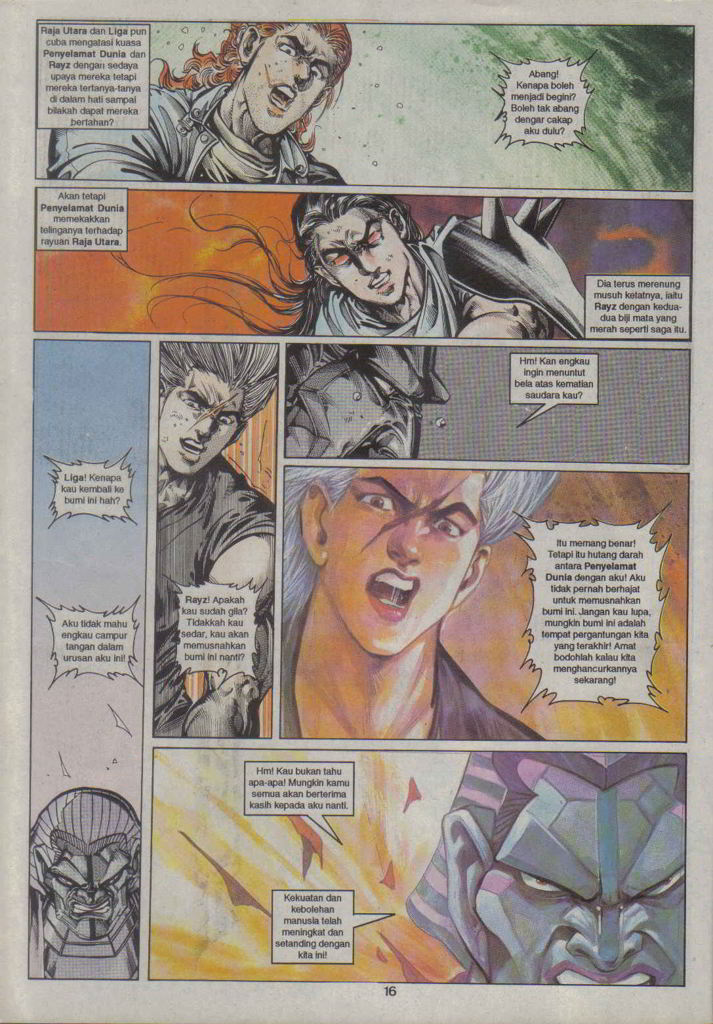 Raja Utara dan Liga pun
cuba mengatasi kuasa
Penyelamat Dunia dan
Rayz dengan sedaya
upaya mereka tetapi
mereka tertanya-tanya
di dalam hati sampai
bilakah dapat mereka
bertahan?
Abang!
Kenapa boleh
menjadi begini?
Boleh tak abang
dengar cakap
aku dulu?
Akan tetapi
Penyelamat Dunia
memekakkan
telinganya terhadap
rayuan Raja Utara.
Dia terus merenung
musuh ketatnya, iaitu
Rayz dengan kedua-
dua biji mata yang
merah seperti saga itu.
Liga! Kenapa
kau kembali ke
bumi ini hah?
Aku tidak mahu
engkau campur
tangan dalam
urusan aku ini!
Rayz! Apakah
kau sudah gila?
Tidakkah kau
sedar, kau akan
memusnahkan
bumi ini nanti?
Hm! Kan engkau
ingin menuntut
bela atas kematian
saudara kau?
Itu memang benar!
Tetapi itu hutang darah
antara Penyelamat
Dunia dengan aku! Aku
tidak pernah berhajat
untuk memusnahkan
bumi ini. Jangan kau lupa,
mungkin bumi ini adalah
tempat pergantungan kita
yang terakhir! Amat
bodohlah kalau kita
menghancurkannya
sekarang!
Hm! Kau bukan tahu
apa-apa! Mungkin kamu
semua akan berterima
kasih kepada aku nanti.
Kekuatan dan
kebolehan
manusia telah
meningkat dan
setanding dengan
kita ini!
16